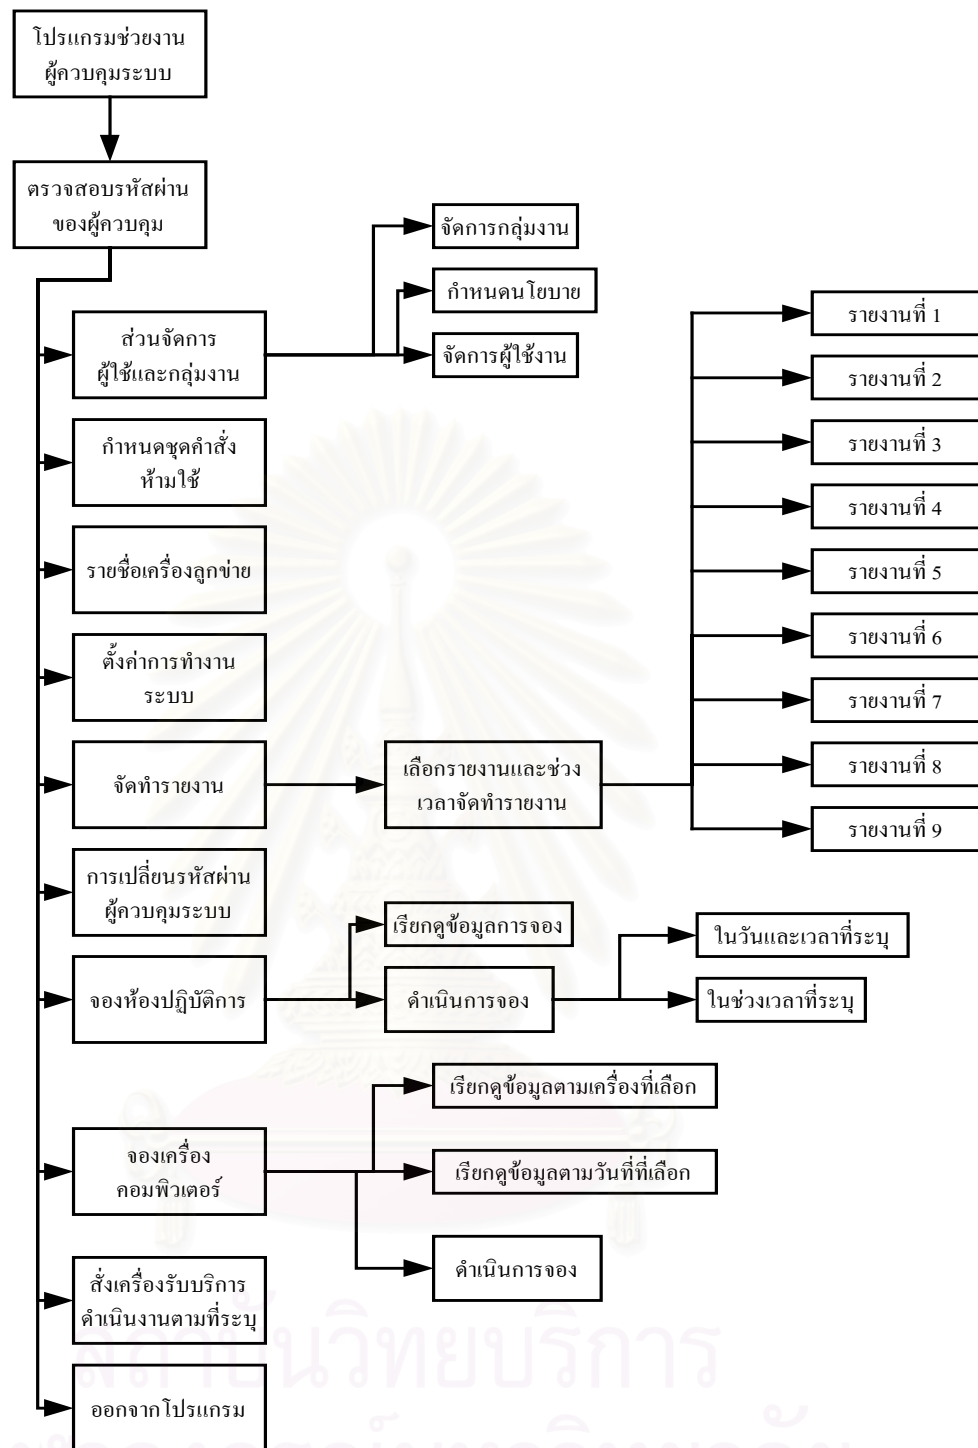 โปรแกรมช่วยงาน
ผู้ควบคุมระบบ
ตรวจสอบรหัสผ่าน
ของผู้ควบคุม
ส่วนจัดการ
ผู้ใช้และกลุ่มงาน
จัดการกลุ่มงาน
กำหนดนโยบาย
จัดการผู้ใช้งาน
กำหนดชุดคำสั่ง
ห้ามใช้
รายชื่อเครื่องลูกข่าย
ตั้งค่าการทำงาน
ระบบ
จัดทำรายงาน
เลือกรายงานและช่วง
เวลาจัดทำรายงาน
รายงานที่ 1
รายงานที่ 2
รายงานที่ 3
รายงานที่ 4
รายงานที่ 5
รายงานที่ 6
รายงานที่ 7
รายงานที่ 8
รายงานที่ 9
การเปลี่ยนรหัสผ่าน
ผู้ควบคุมระบบ
จองห้องปฏิบัติการ
เรียกดูข้อมูลการจอง
ดำเนินการจอง
ในวันและเวลาที่ระบุ
ในช่วงเวลาที่ระบุ
จองเครื่อง
คอมพิวเตอร์
เรียกดูข้อมูลตามเครื่องที่เลือก
เรียกดูข้อมูลตามวันที่ที่เลือก
ดำเนินการจอง
สั่งเครื่องรับบริการ
ดำเนินงานตามที่ระบุ
ออกจากโปรแกรม
สถาบันวิทยบริการ